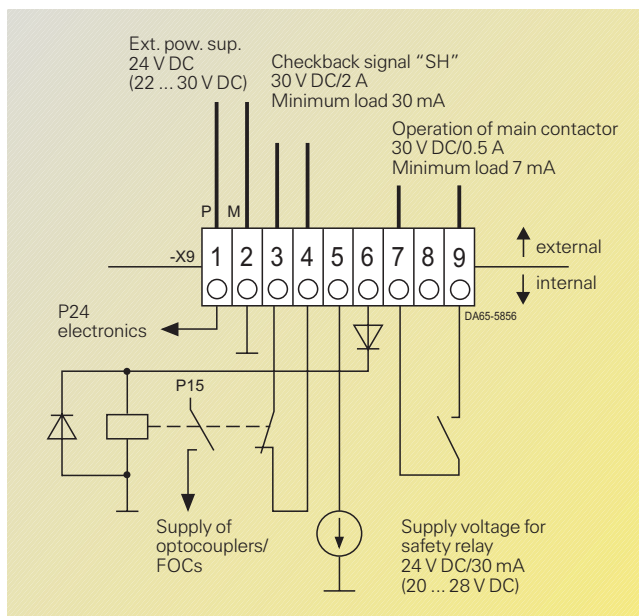 Ext. pow. sup.
24 V DC
(22 ... 30 V DC)
Checkback signal “SH”
30 V DC/2 A
Minimum load 30 mA
Operation of main contactor
30 V DC/0.5 A
Minimum load 7 mA
P M
-X9 1 2 3 4 5 6 7 8 9
external
internal
DA65-5856
P24
electronics
P15
Supply of
optocouplers/
FOCs
Supply voltage for
safety relay
24 V DC/30 mA
(20 ... 28 V DC)